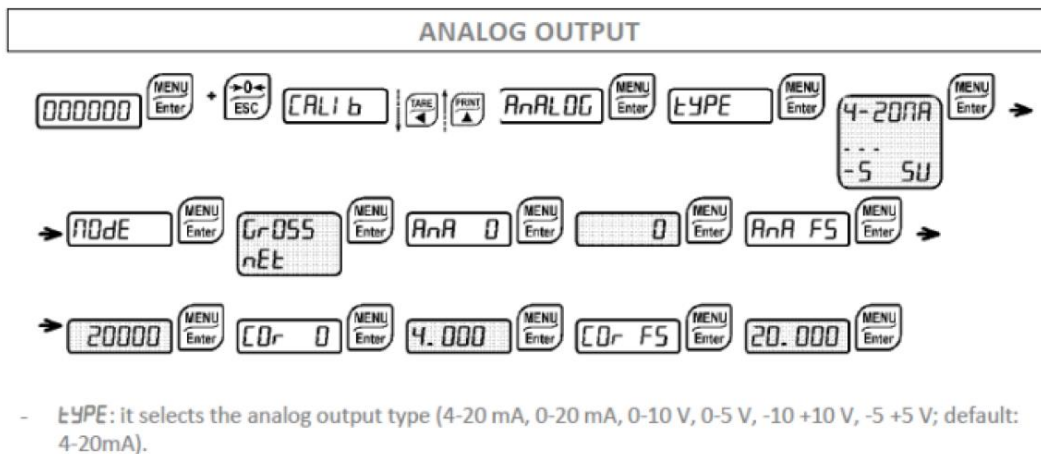 ANALOG OUTPUT
000000 MENU Enter + →0← ESC CALIb TARE PRINT AnALOG MENU Enter tYPE MENU Enter 4-20MA MENU Enter
...
-5 5U
MOdE MENU Enter GrOSS MENU Enter AnA 0 MENU Enter 0 MENU Enter AnA FS MENU Enter
nEt
20000 MENU Enter COr 0 MENU Enter 4.000 MENU Enter COr FS MENU Enter 20.000 MENU Enter
- tYPE: it selects the analog output type (4-20 mA, 0-20 mA, 0-10 V, 0-5 V, -10 +10 V, -5 +5 V; default:
4-20mA).